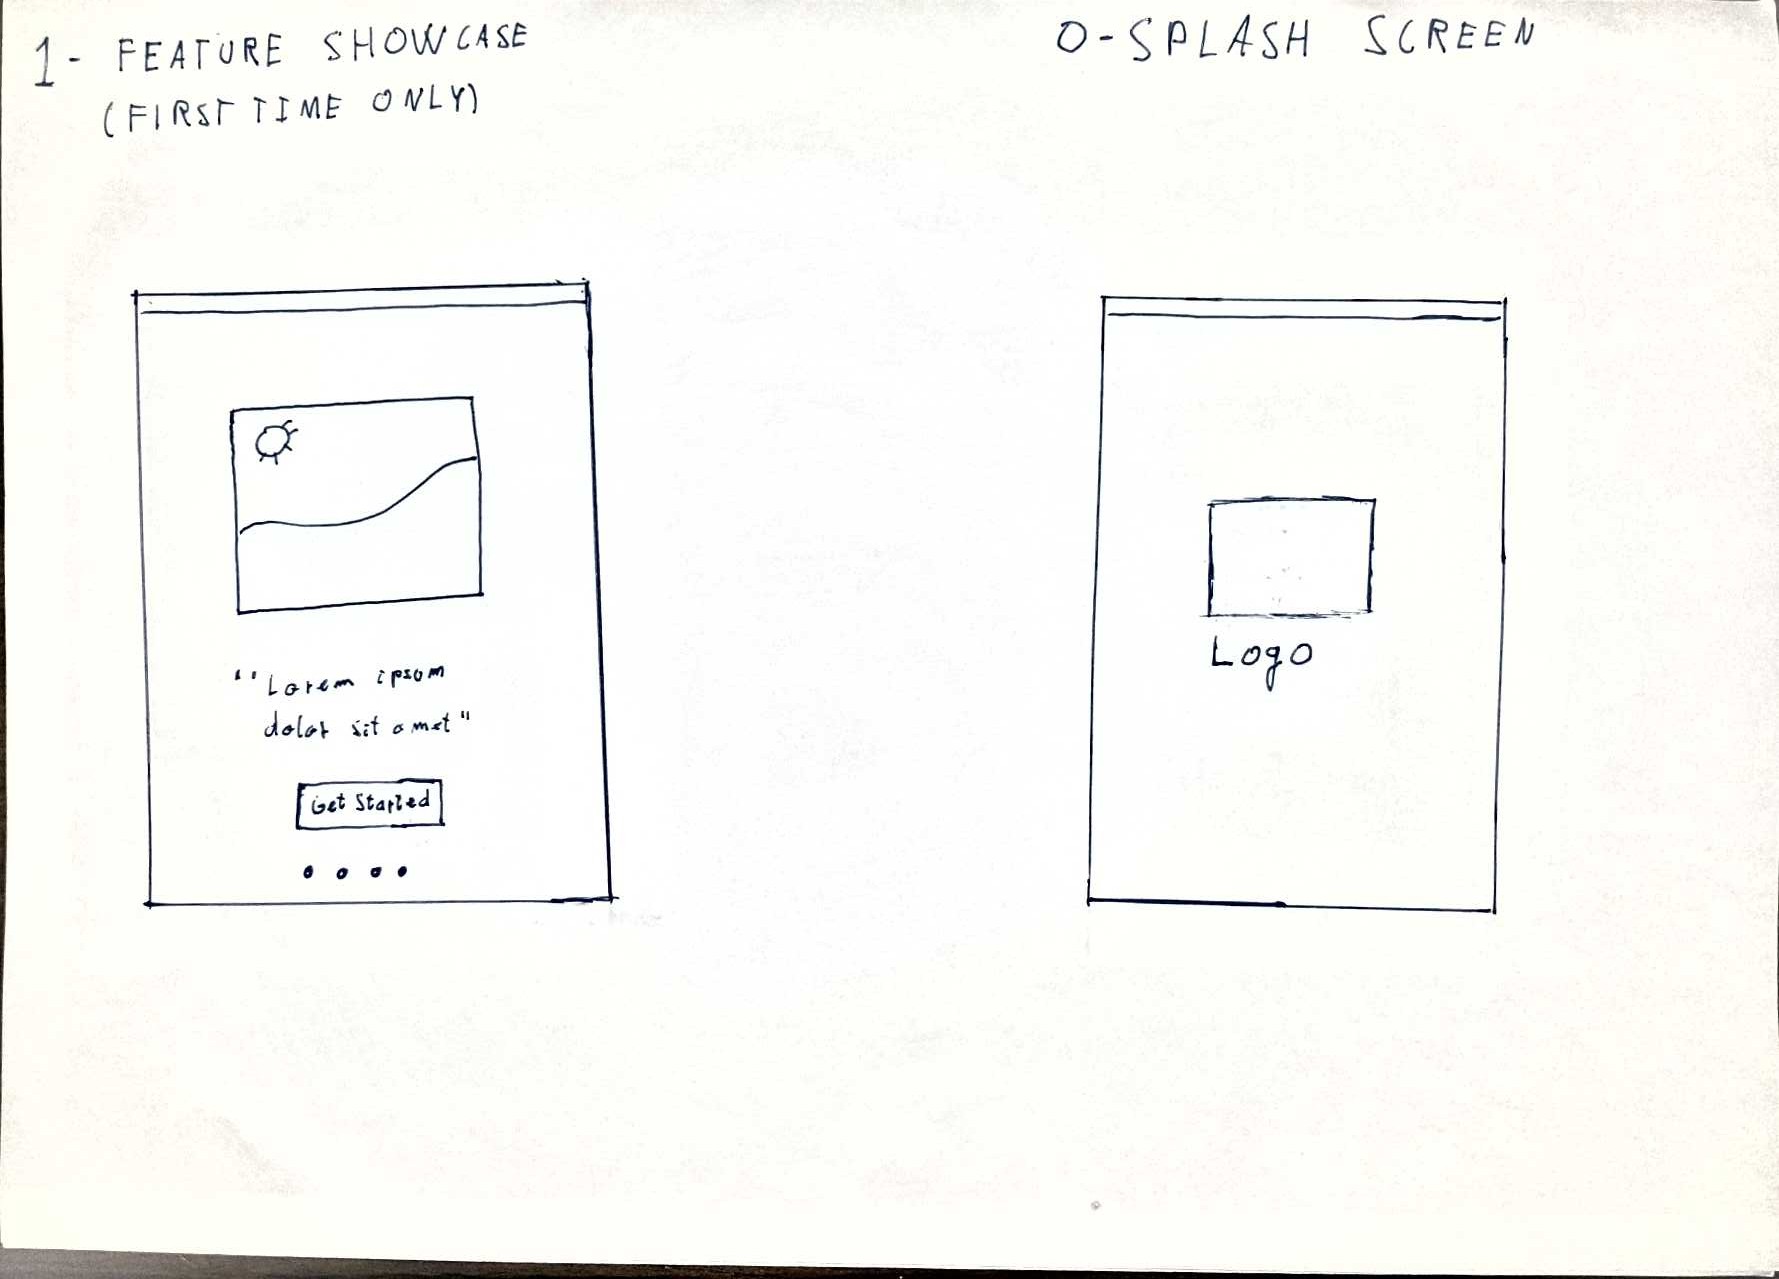 1- FEATURE SHOWCASE
(FIRST TIME ONLY)
"Lorem ipsom
dolor sit amet"
Get Started
0-SPLASH SCREEN
Logo